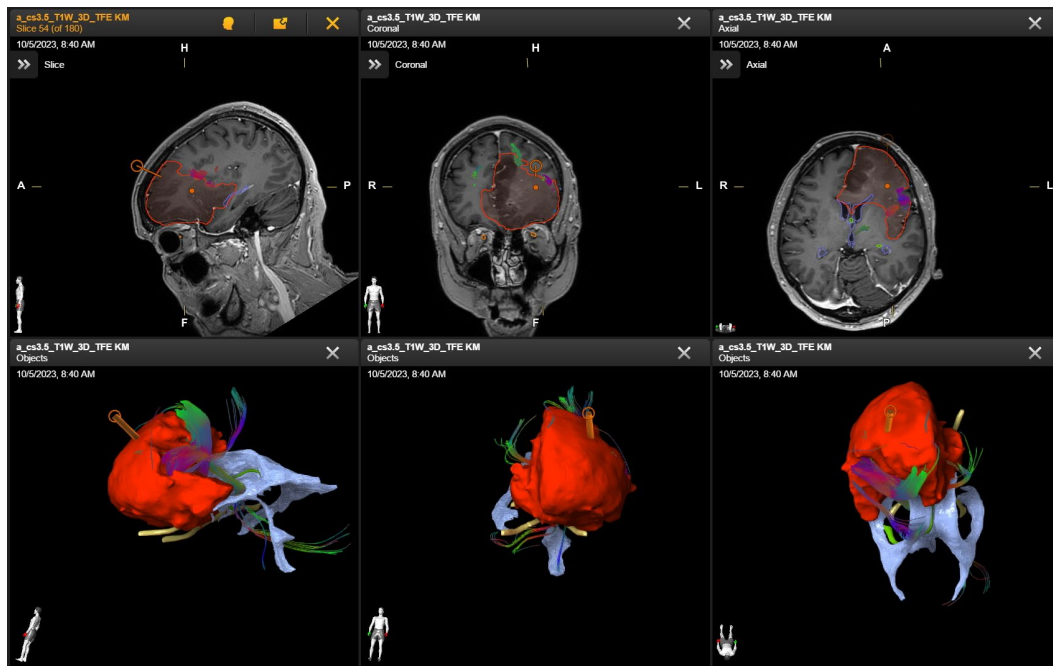 a_cs3.5_T1W_3D_TFE KM
Slice 54 (of 180)
10/5/2023, 8:40 AM
H
Slice
A
P
F
a_cs3.5_T1W_3D_TFE KM
Coronal
10/5/2023, 8:40 AM
H
Coronal
R
L
F
a_cs3.5_T1W_3D_TFE KM
Axial
10/5/2023, 8:40 AM
A
Axial
R
L
P
a_cs3.5_T1W_3D_TFE KM
Objects
10/5/2023, 8:40 AM
a_cs3.5_T1W_3D_TFE KM
Objects
10/5/2023, 8:40 AM
a_cs3.5_T1W_3D_TFE KM
Objects
10/5/2023, 8:40 AM